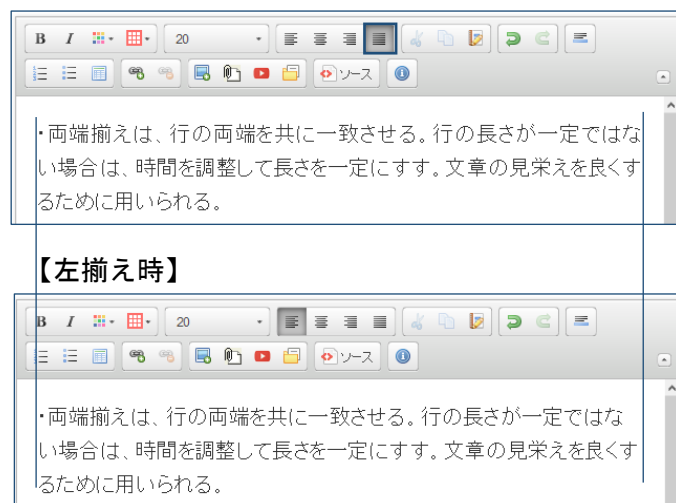 B I 20 ソース
・両端揃えは、行の両端を共に一致させる。行の長さが一定ではな
い場合は、時間を調整して長さを一定にすす。文章の見栄えを良くす
るために用いられる。
【左揃え時】
B I 20
ソース
・両端揃えは、行の両端を共に一致させる。行の長さが一定ではな
い場合は、時間を調整して長さを一定にすす。文章の見栄えを良くす
るために用いられる。